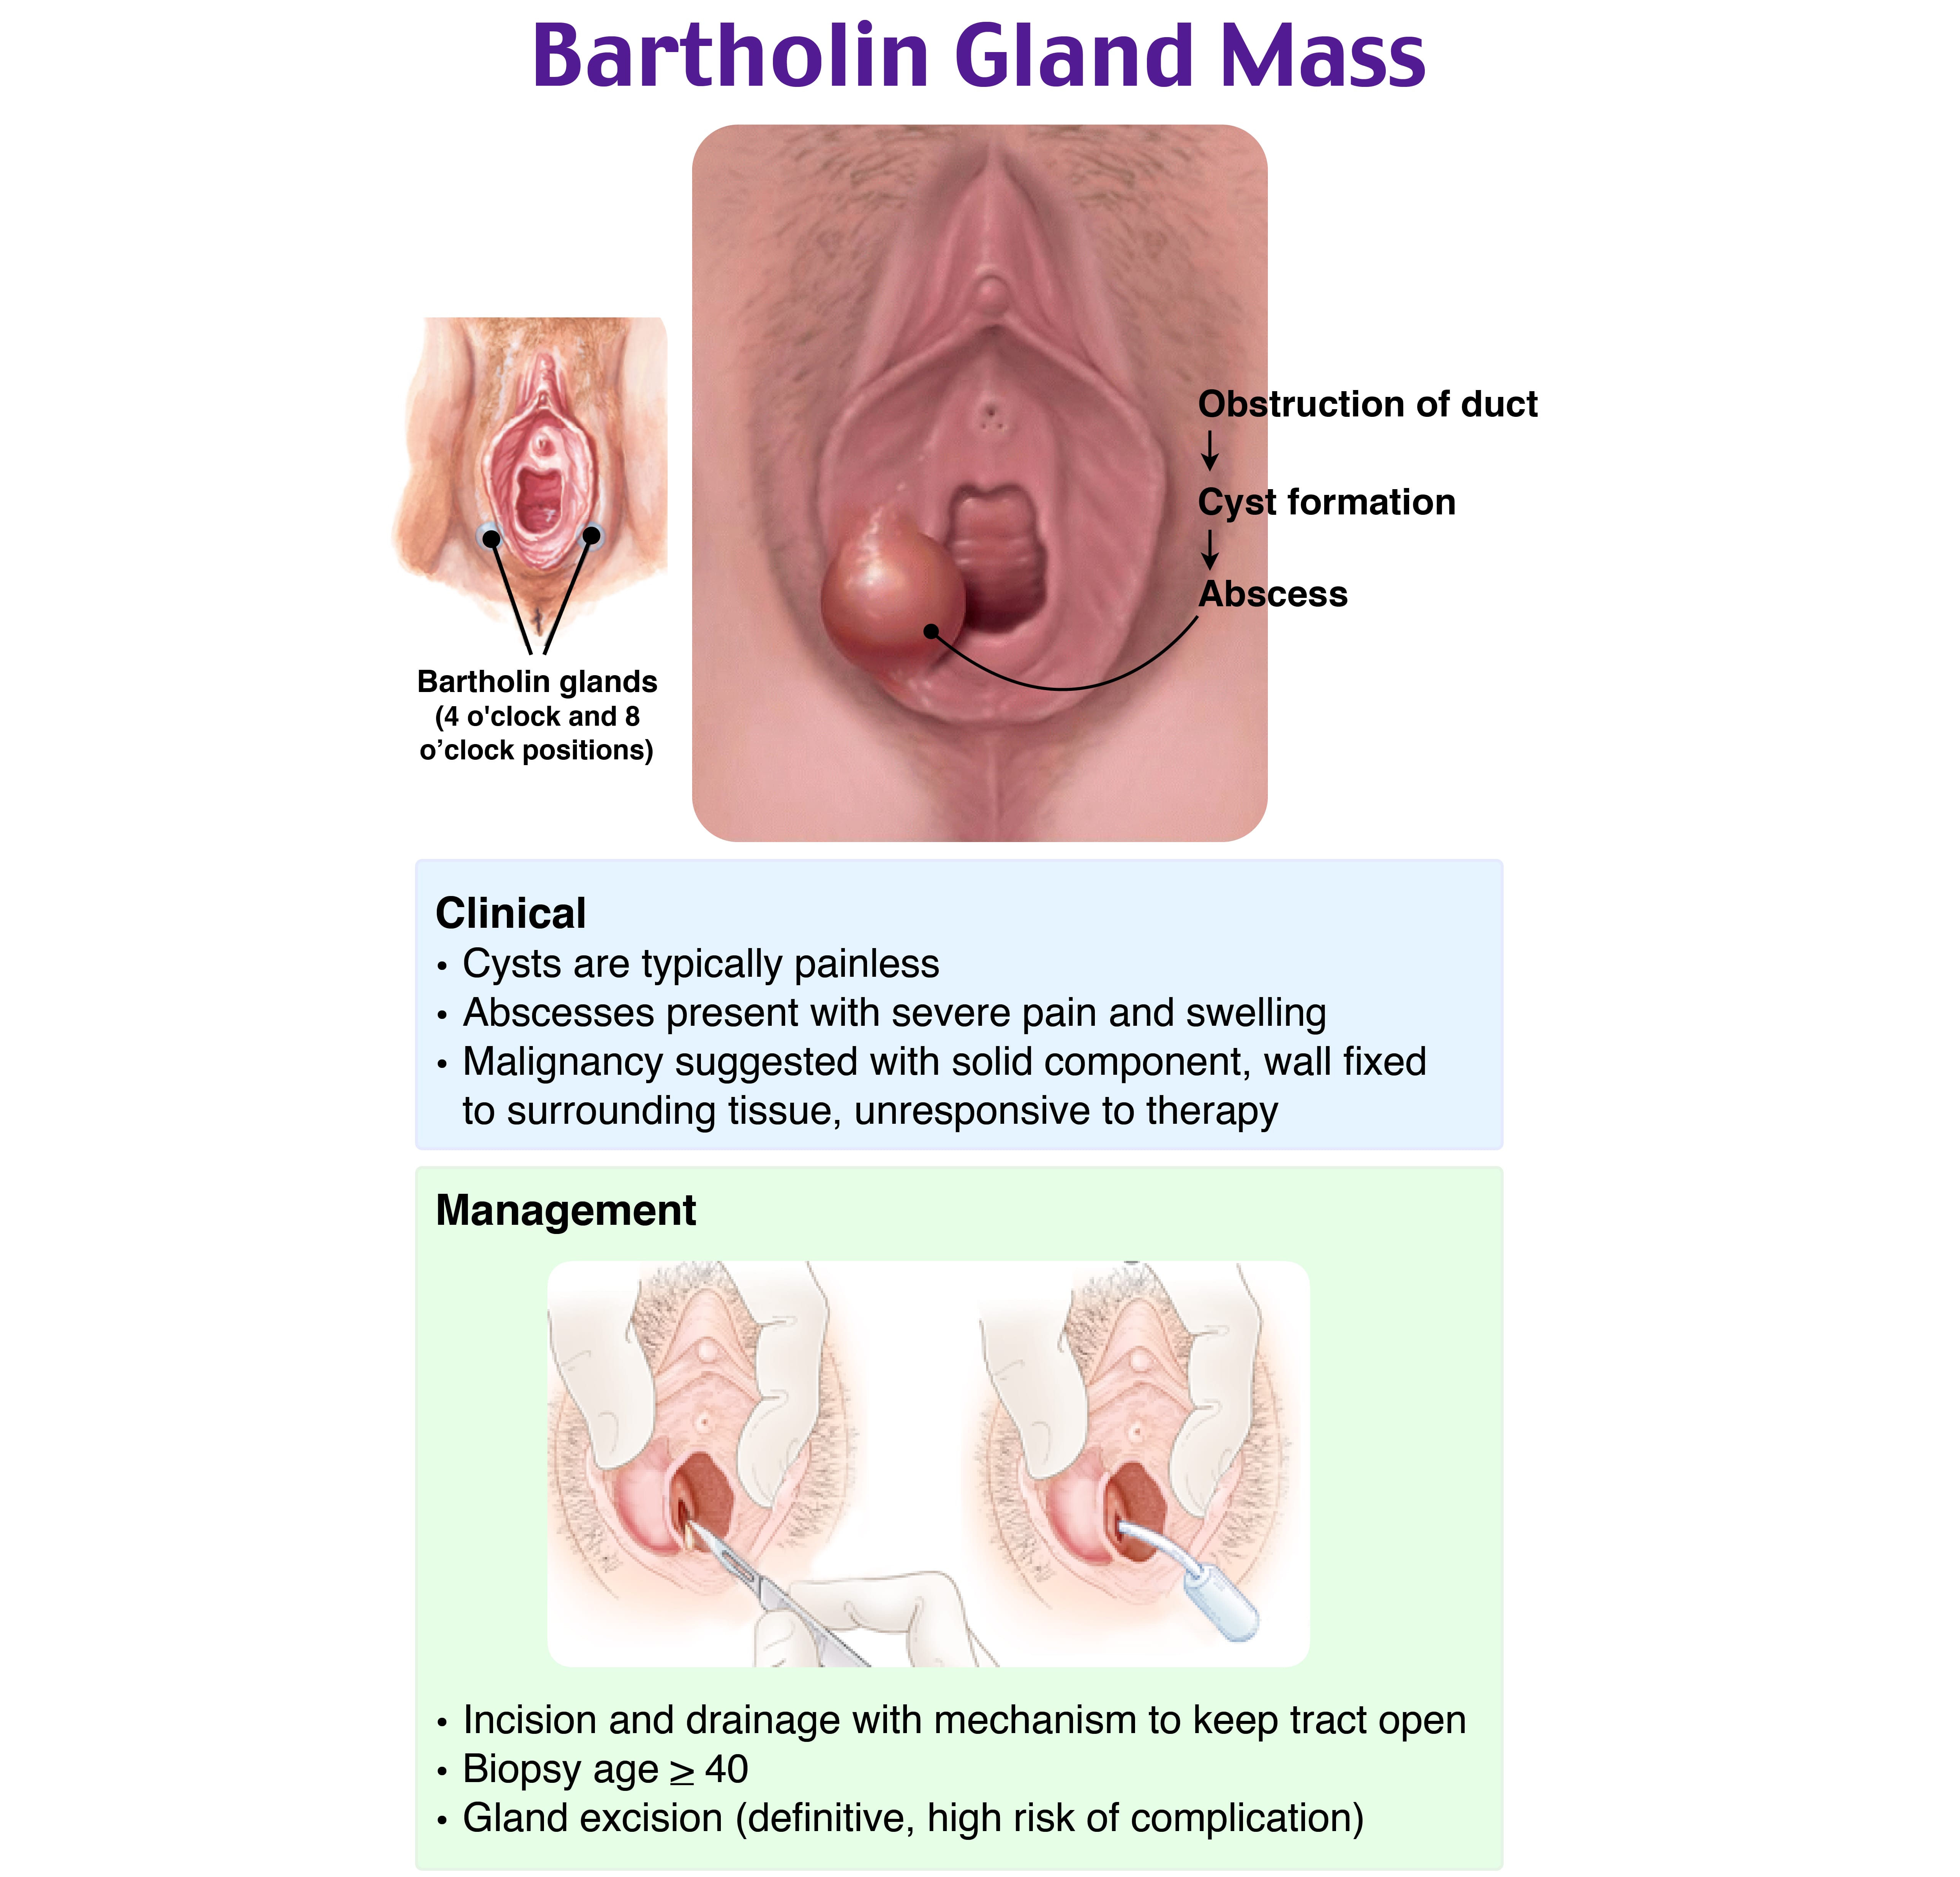 Bartholin Gland Mass
Obstruction of duct
Cyst formation
Abscess
Bartholin glands
(4 o'clock and 8
o’clock positions)
Clinical
• Cysts are typically painless
• Abscesses present with severe pain and swelling
• Malignancy suggested with solid component, wall fixed
to surrounding tissue, unresponsive to therapy
Management
• Incision and drainage with mechanism to keep tract open
• Biopsy age ≥ 40
• Gland excision (definitive, high risk of complication)